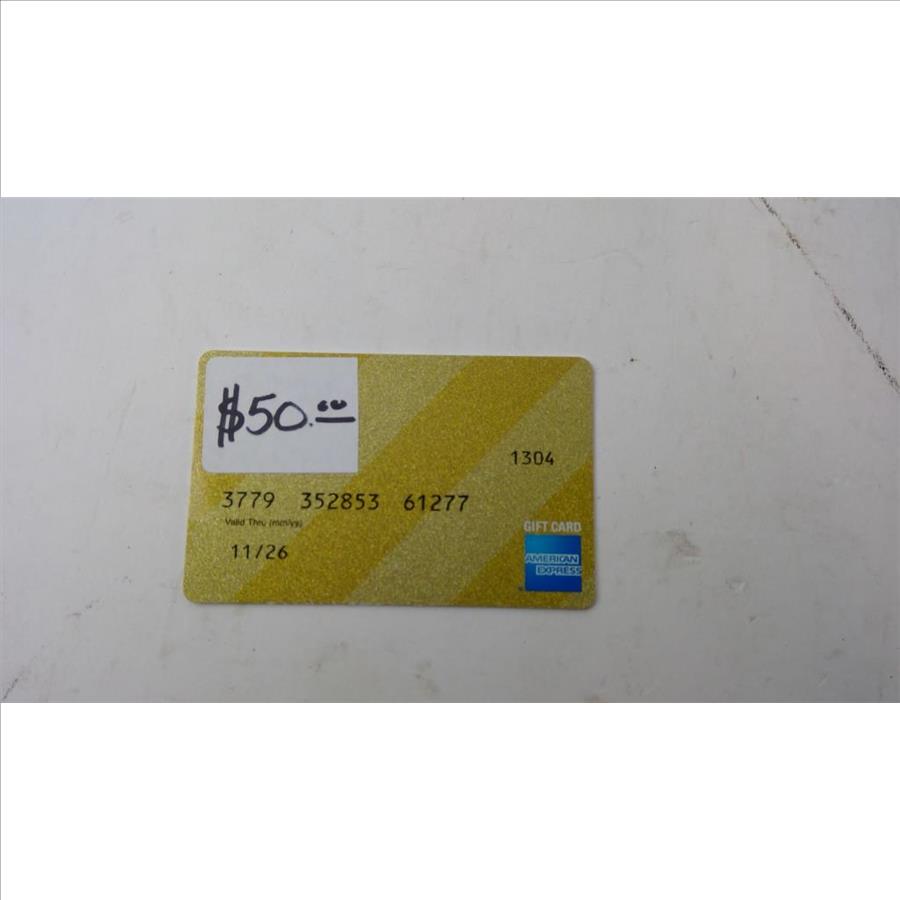 $50.00
1304
3779 352853 61277
Valid Thru (mm/yy)
11/26
GIFT CARD
AMERICAN
EXPRESS